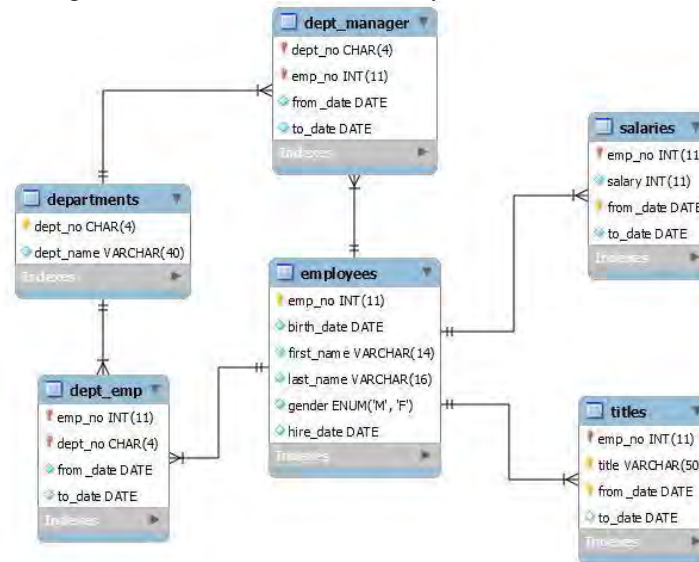 dept_manager
dept_no CHAR(4)
emp_no INT(11)
from_date DATE
to_date DATE
Indexes
salaries
emp_no INT(11
salary INT(11)
from_date DATE
to_date DATE
Indexes
departments
dept_no CHAR(4)
dept_name VARCHAR(40)
Indexes
employees
emp_no INT(11)
birth_date DATE
first_name VARCHAR(14)
last_name VARCHAR(16)
gender ENUM('M', 'F')
hire_date DATE
Indexes
dept_emp
emp_no INT(11)
dept_no CHAR(4)
from_date DATE
to_date DATE
Indexes
titles
emp_no INT(11)
title VARCHAR(50
from_date DATE
to_date DATE
Indexes